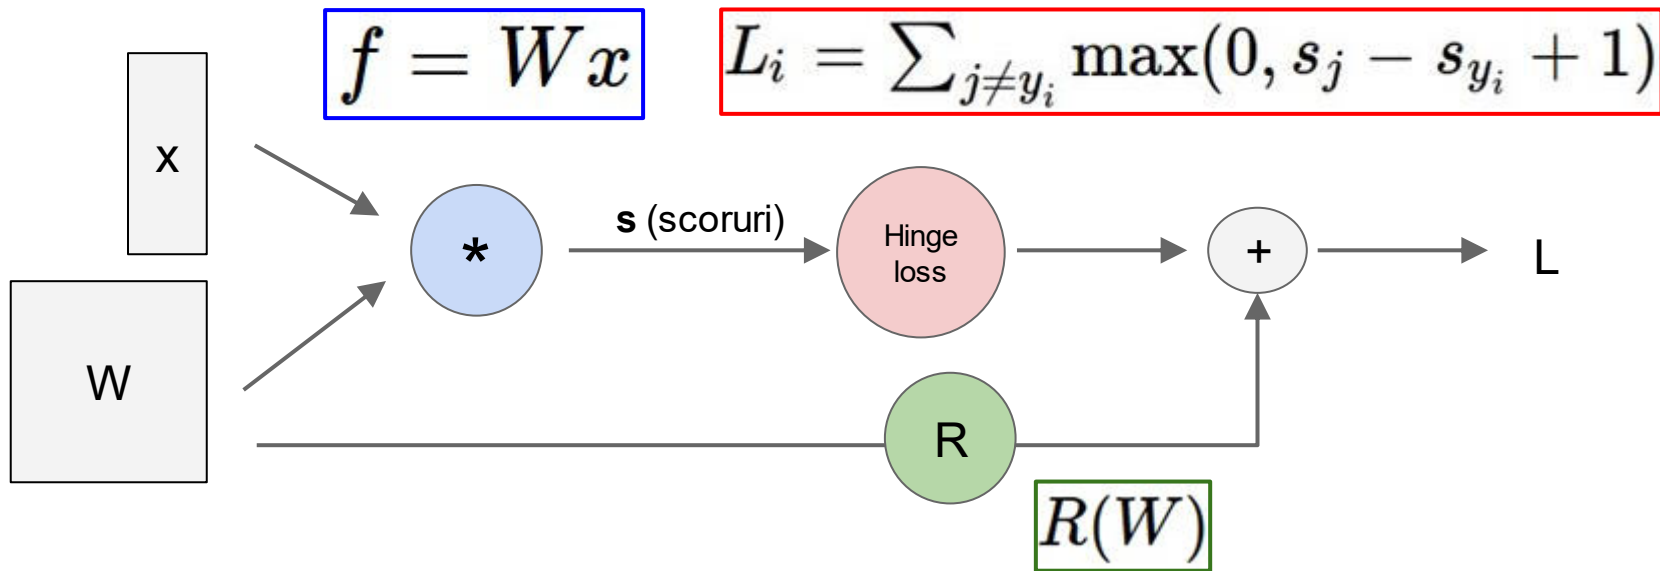 f = Wx
L_i = ∑_{j≠y_i} max(0, s_j − s_{y_i} + 1)
x
W
*
s (scoruri)
Hinge
loss
+
L
R
R(W)